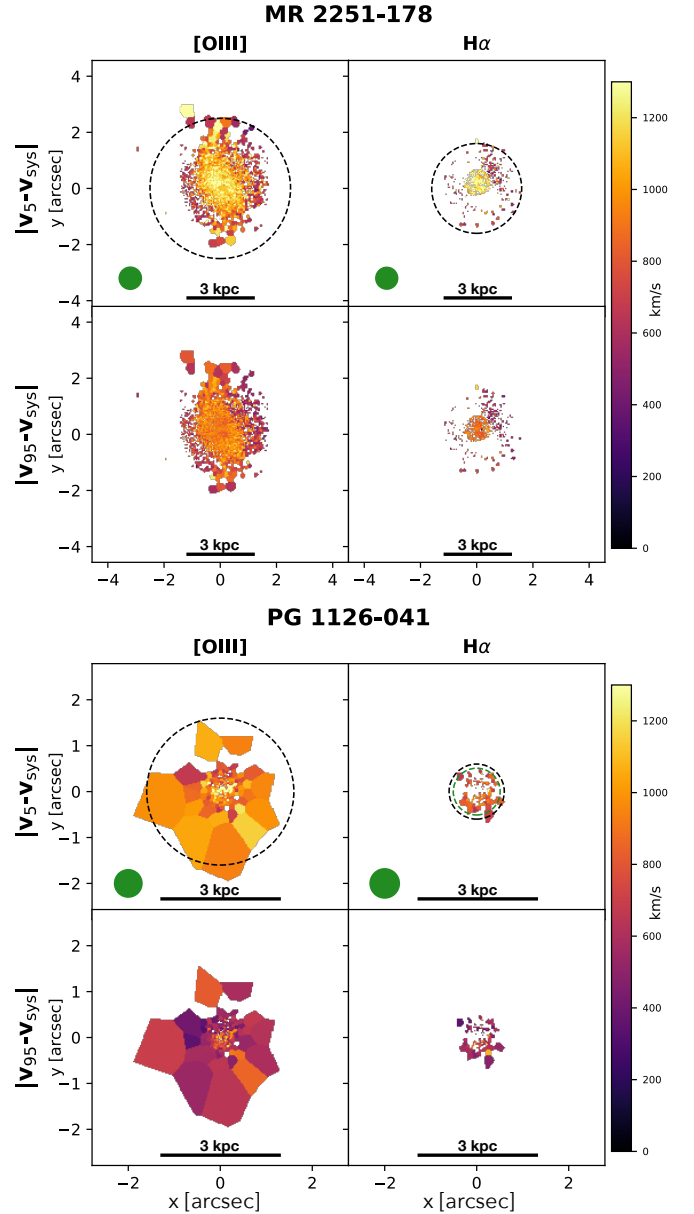 MR 2251-178
[OIII] Hα
|v5-vsys|
y [arcsec]
4
2
0
−2
−4
3 kpc
3 kpc
|v95-vsys|
y [arcsec]
4
2
0
−2
−4
3 kpc
3 kpc
−4 −2 0 2 4
−4 −2 0 2 4
1200
1000
800
600
400
200
0
km/s
PG 1126-041
[OIII] Hα
|v5-vsys|
y [arcsec]
2
1
0
−1
−2
3 kpc
3 kpc
|v95-vsys|
y [arcsec]
2
1
0
−1
−2
3 kpc
3 kpc
−2 0 2
−2 0 2
x [arcsec]
x [arcsec]
1200
1000
800
600
400
200
0
km/s